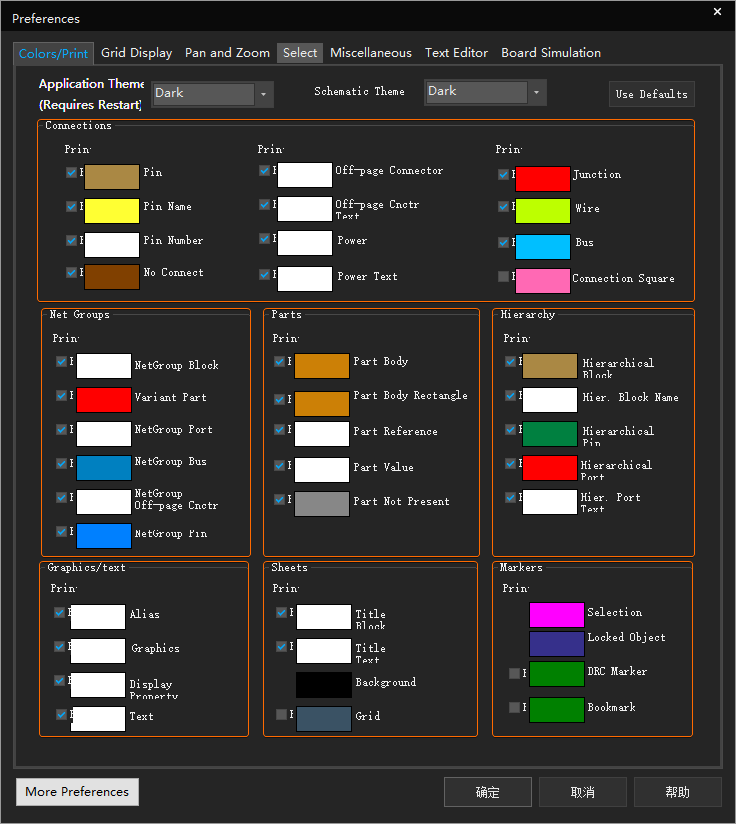 Preferences
Colors/Print Grid Display Pan and Zoom Select Miscellaneous Text Editor Board Simulation
Application Theme
(Requires Restart)
Dark
Schematic Theme
Dark
Use Defaults
Connections
Prin
Pin
Pin Name
Pin Number
No Connect
Prin
Off-page Connector
Off-page Cnctr
Text
Power
Power Text
Prin
Junction
Wire
Bus
Connection Square
Net Groups
Prin
NetGroup Block
Variant Part
NetGroup Port
NetGroup Bus
NetGroup
Off-page Cnctr
NetGroup Pin
Parts
Prin
Part Body
Part Body Rectangle
Part Reference
Part Value
Part Not Present
Hierarchy
Prin
Hierarchical
Block
Hier. Block Name
Hierarchical
Pin
Hierarchical
Port
Hier. Port
Text
Graphics/text
Prin
Alias
Graphics
Display
Property
Text
Sheets
Prin
Title
Block
Title
Text
Background
Grid
Markers
Prin
Selection
Locked Object
DRC Marker
Bookmark
More Preferences
确定
取消
帮助